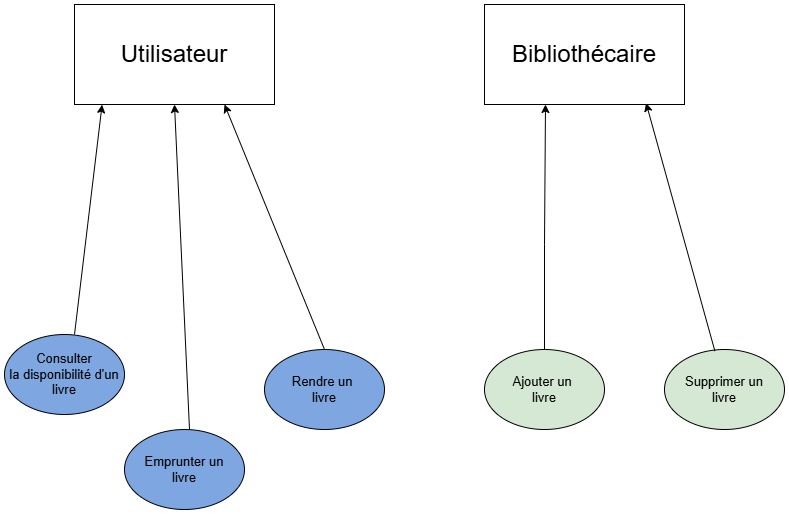 Utilisateur
Bibliothécaire
Consulter
la disponibilité d'un
livre
Emprunter un
livre
Rendre un
livre
Ajouter un
livre
Supprimer un
livre